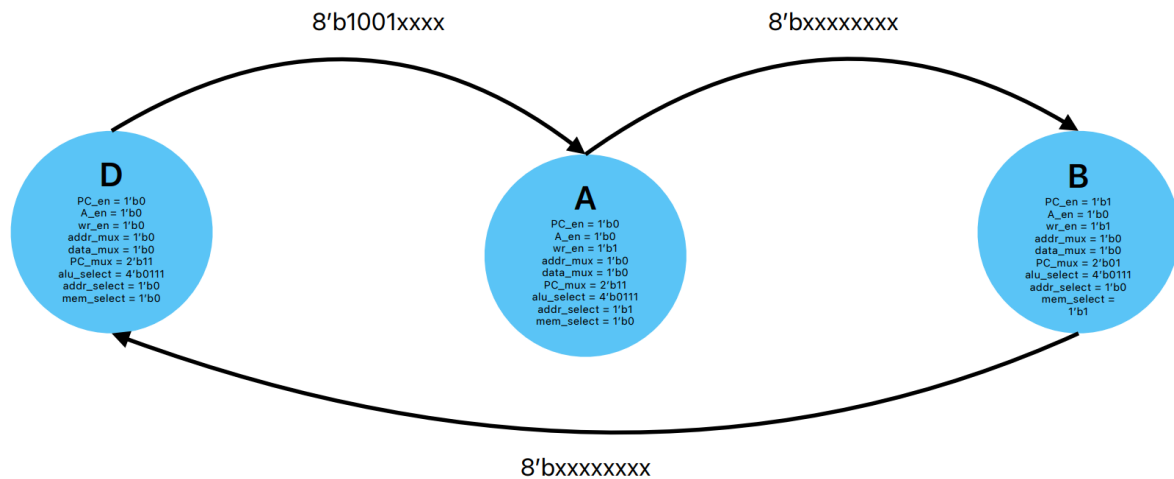 8'b1001xxxx
8'bxxxxxxxx
D
PC_en = 1'b0
A_en = 1'b0
wr_en = 1'b0
addr_mux = 1'b0
data_mux = 1'b0
PC_mux = 2'b11
alu_select = 4'b0111
addr_select = 1'b0
mem_select = 1'b0
A
PC_en = 1'b0
A_en = 1'b0
wr_en = 1'b1
addr_mux = 1'b0
data_mux = 1'b0
PC_mux = 2'b11
alu_select = 4'b0111
addr_select = 1'b1
mem_select = 1'b0
B
PC_en = 1'b1
A_en = 1'b0
wr_en = 1'b1
addr_mux = 1'b0
data_mux = 1'b0
PC_mux = 2'b01
alu_select = 4'b0111
addr_select = 1'b0
mem_select =
1'b1
8'bxxxxxxxx